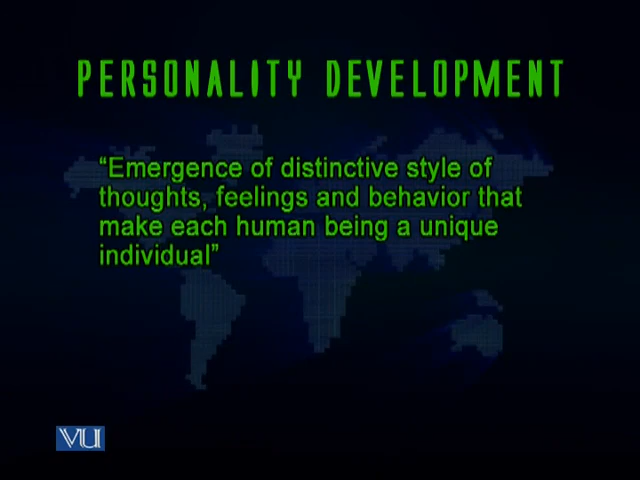 PERSONALITY DEVELOPMENT
“Emergence of distinctive style of
thoughts, feelings and behavior that
make each human being a unique
individual”
VU